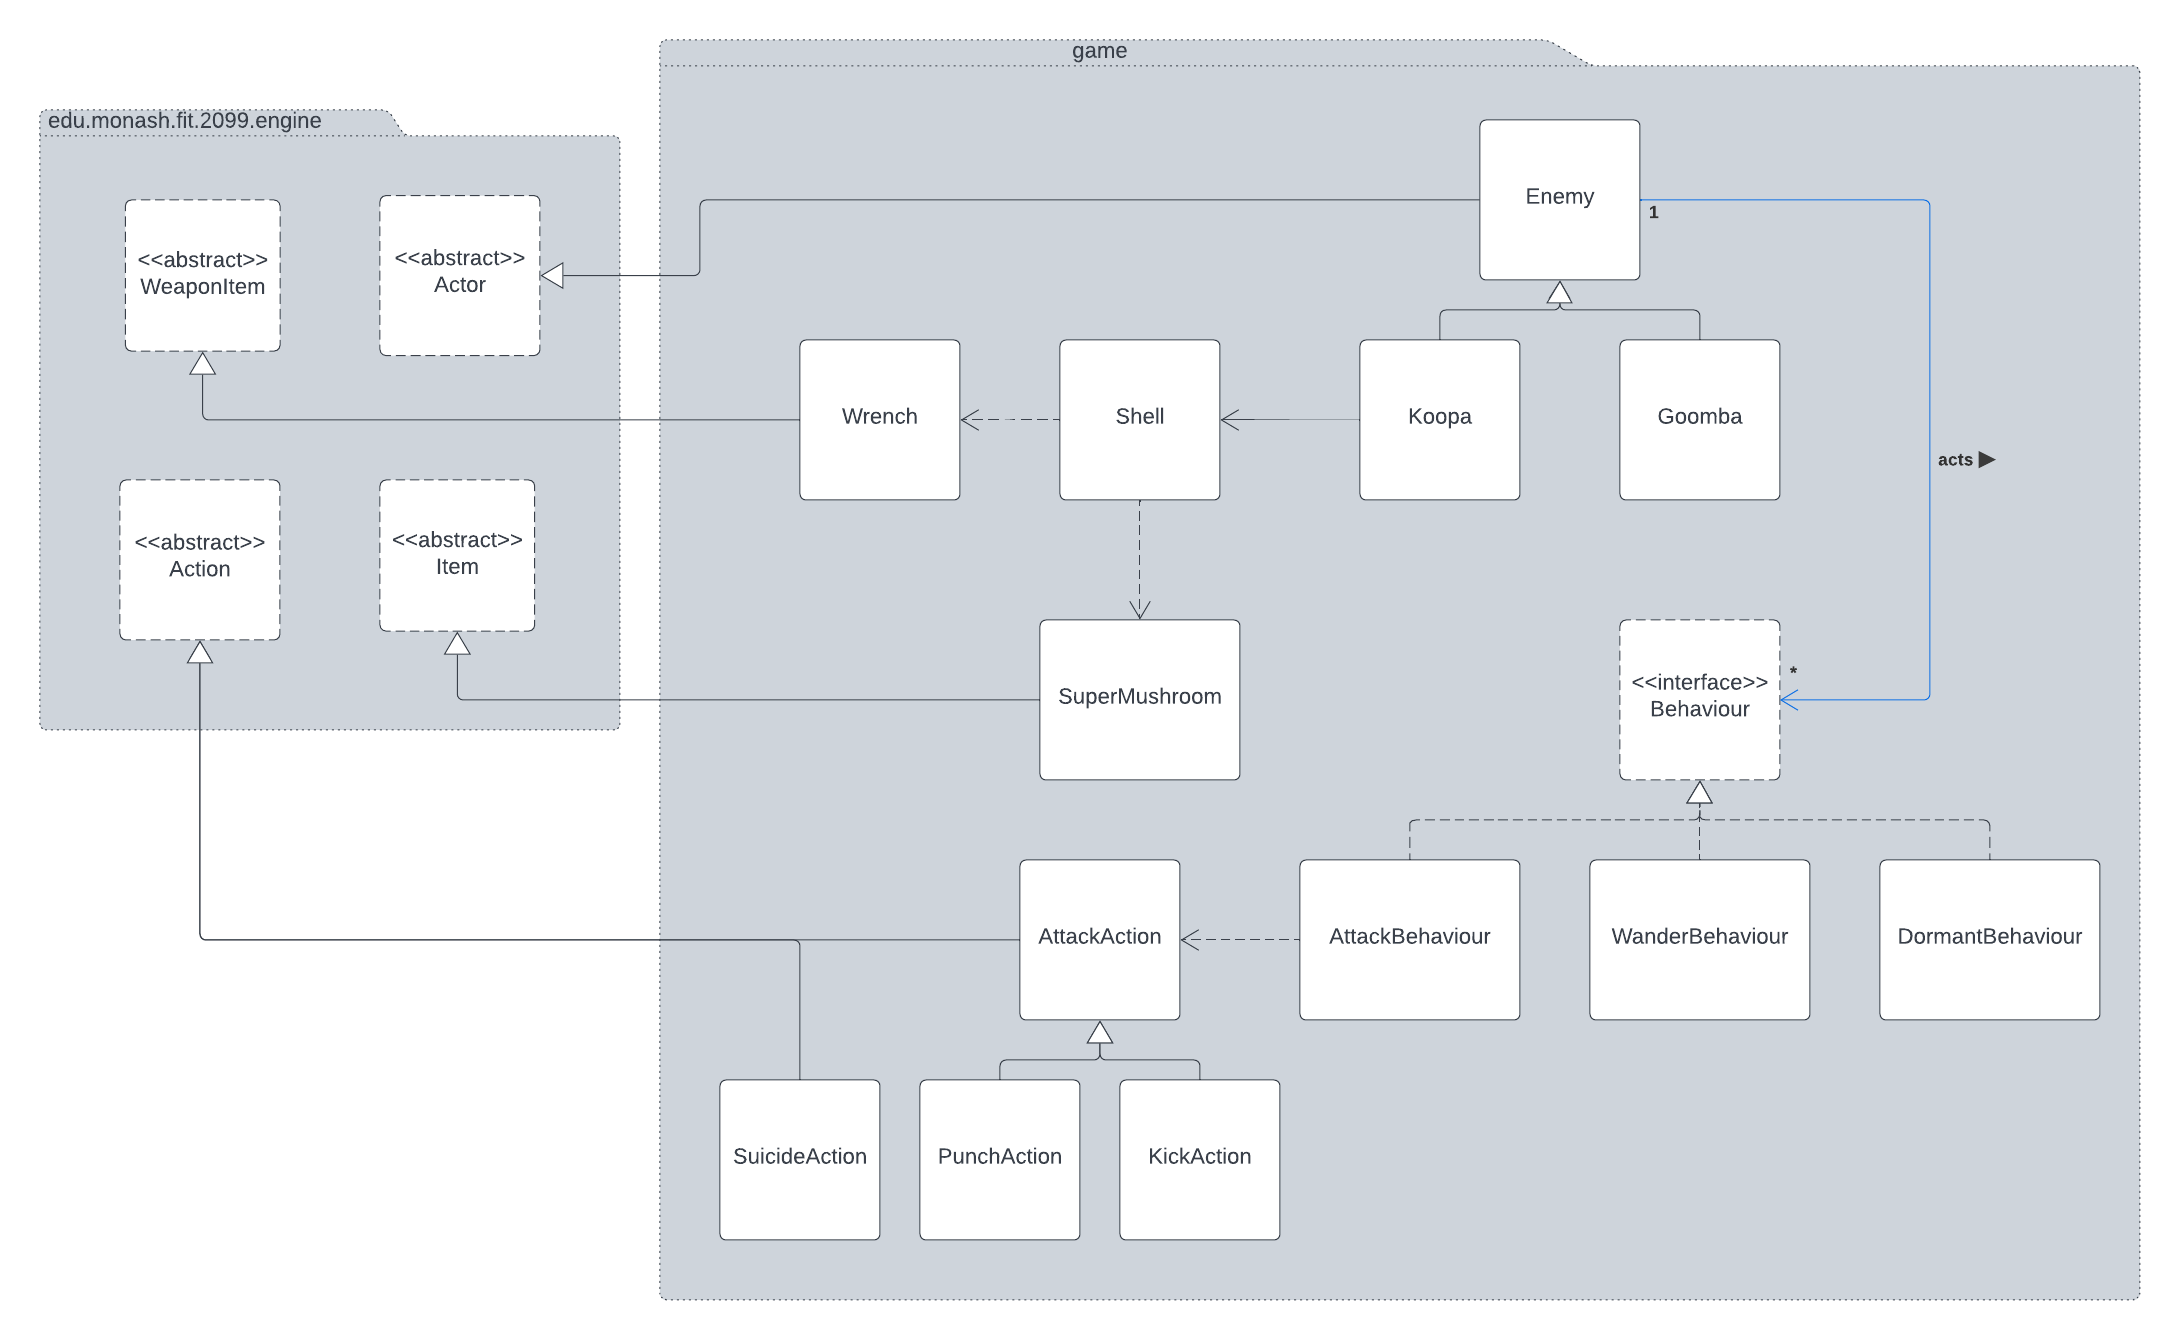 game
edu.monash.fit.2099.engine
Enemy
1
<<abstract>>
WeaponItem
<<abstract>>
Actor
Wrench
Shell
Koopa
Goomba
acts ▶
<<abstract>>
Action
<<abstract>>
Item
SuperMushroom
<<interface>>
Behaviour
*
AttackAction
AttackBehaviour
WanderBehaviour
DormantBehaviour
SuicideAction
PunchAction
KickAction